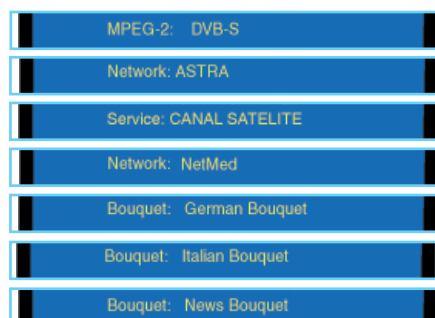 MPEG-2: DVB-S
Network: ASTRA
Service: CANAL SATELITE
Network: NetMed
Bouquet: German Bouquet
Bouquet: Italian Bouquet
Bouquet: News Bouquet